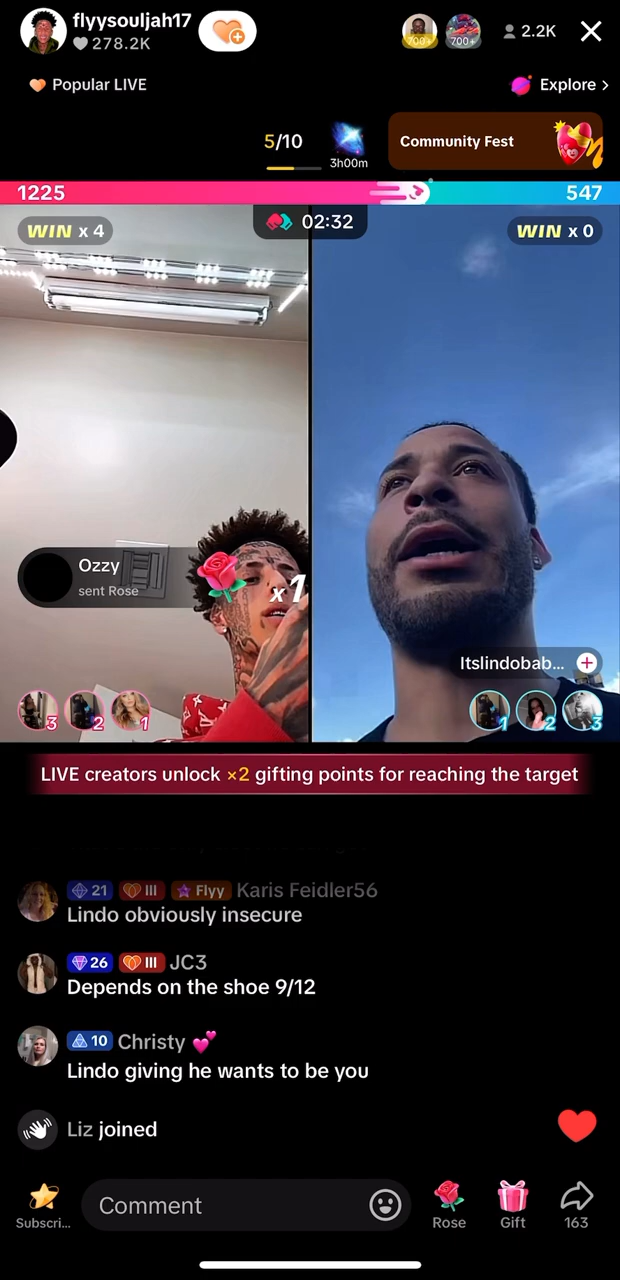 flyysouljah17
278.2K
700+
700+
2.2K
Popular LIVE
Explore >
5/10
3h00m
Community Fest
1225
547
WIN x 4
02:32
WIN x 0
Ozzy
sent Rose
x1
Itslindobab...
3
2
1
1
2
3
LIVE creators unlock ×2 gifting points for reaching the target
21 III Flyy Karis Feidler56
Lindo obviously insecure
26 III JC3
Depends on the shoe 9/12
10 Christy 💕
Lindo giving he wants to be you
Liz joined
Subscri...
Comment
Rose
Gift
163